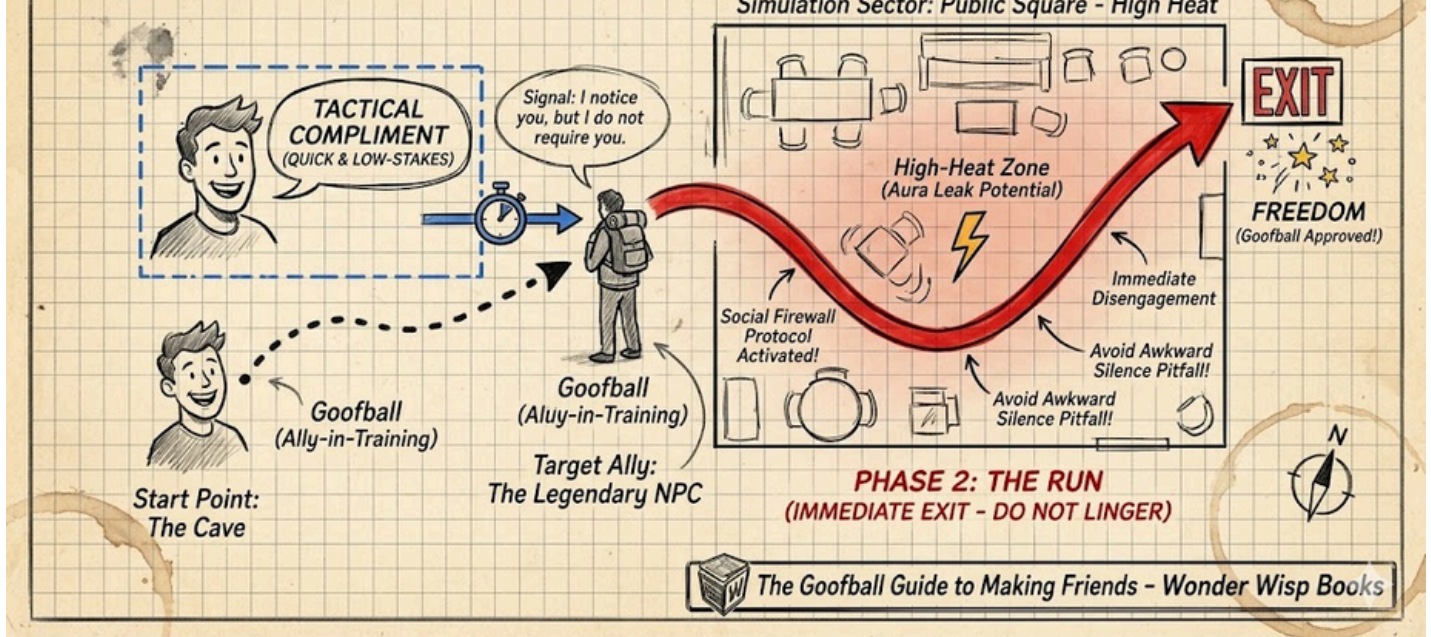 Simulation Sector: Public Square - High Heat
TACTICAL
COMPLIMENT
(QUICK & LOW-STAKES)
Signal: I notice
you, but I do not
require you.
EXIT
FREEDOM
(Goofball Approved!)
High-Heat Zone
(Aura Leak Potential)
Immediate
Disengagement
Social Firewall
Protocol
Activated!
Avoid Awkward
Silence Pitfall!
Avoid Awkward
Silence Pitfall!
Goofball
(Ally-in-Training)
Goofball
(Aluy-in-Training)
Target Ally:
The Legendary NPC
Start Point:
The Cave
PHASE 2: THE RUN
(IMMEDIATE EXIT - DO NOT LINGER)
N
W
The Goofball Guide to Making Friends - Wonder Wisp Books